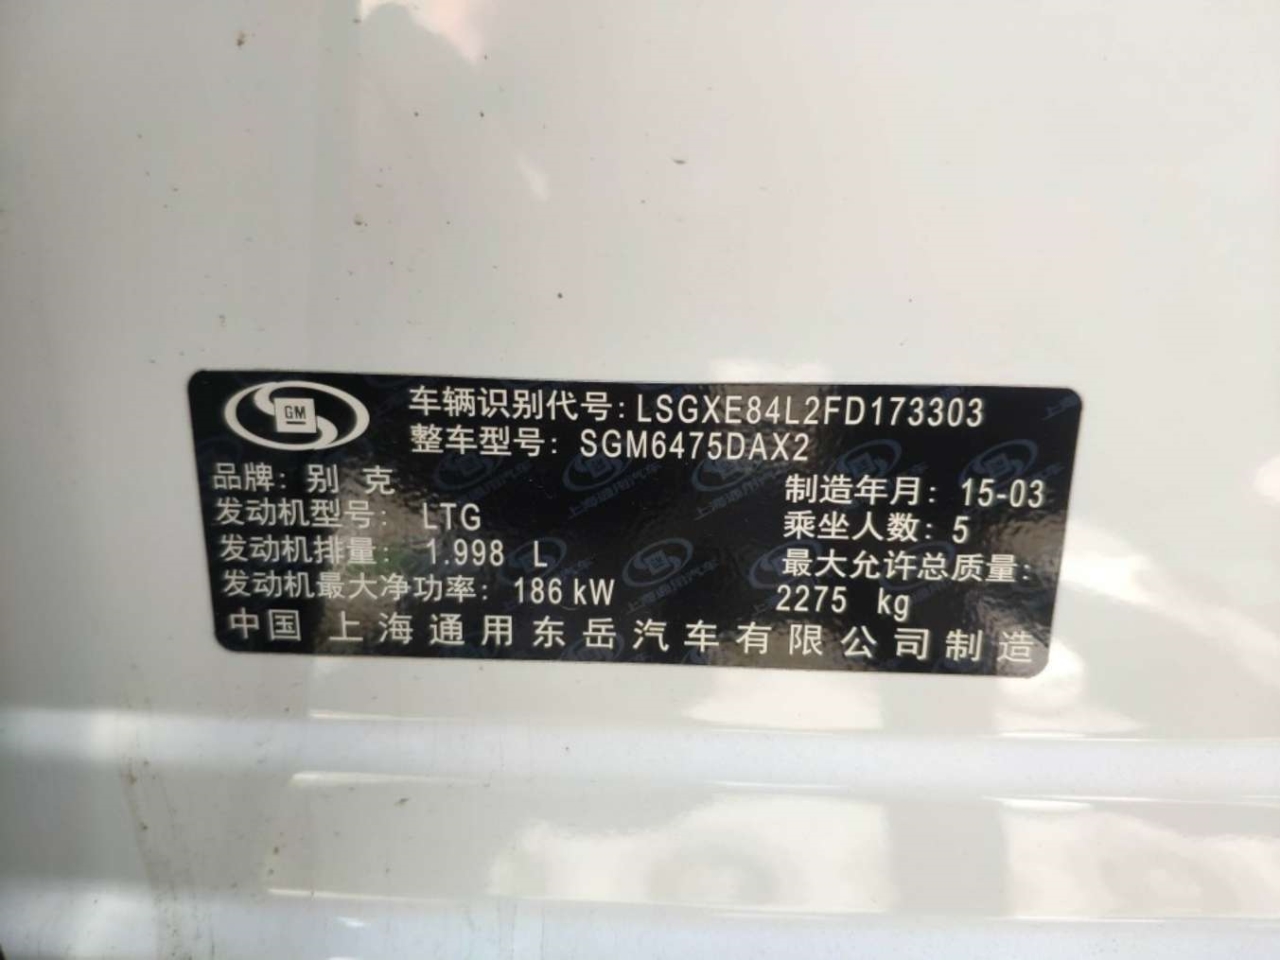 GM
车辆识别代号: LSGXE84L2FD173303
整车型号: SGM6475DAX2
品牌: 别 克
制造年月: 15-03
发动机型号: LTG
乘坐人数: 5
发动机排量: 1.998 L
最大允许总质量:
发动机最大净功率: 186 kW
2275 kg
中国 上海通用东岳汽车有限公司制造